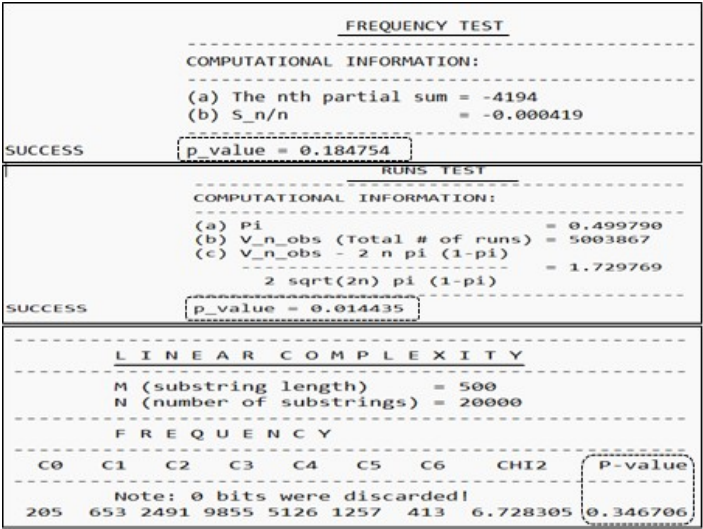 FREQUENCY TEST
COMPUTATIONAL INFORMATION:
(a) The nth partial sum = -4194
(b) S_n/n = -0.000419
SUCCESS p_value = 0.184754
RUNS TEST
COMPUTATIONAL INFORMATION:
(a) Pi = 0.499790
(b) V_n_obs (Total # of runs) = 5003867
(c) V_n_obs - 2 n pi (1-pi)
----------------------- = 1.729769
2 sqrt(2n) pi (1-pi)
SUCCESS p_value = 0.014435
L I N E A R C O M P L E X I T Y
M (substring length) = 500
N (number of substrings) = 20000
F R E Q U E N C Y
C0 C1 C2 C3 C4 C5 C6 CHI2 P-value
Note: 0 bits were discarded!
205 653 2491 9855 5126 1257 413 6.728305 0.346706